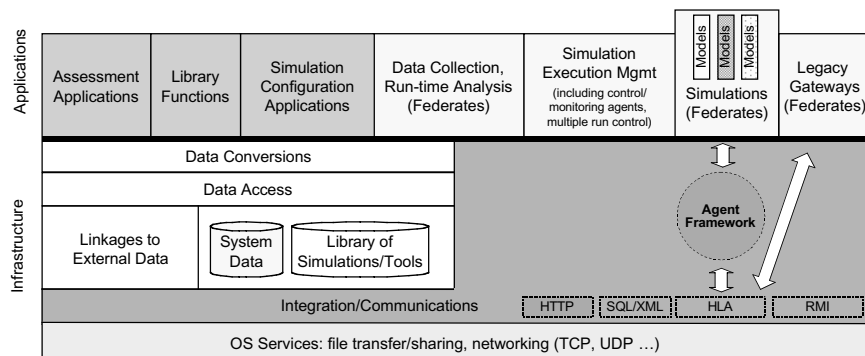 Applications
Assessment
Applications
Library
Functions
Simulation
Configuration
Applications
Data Collection,
Run-time Analysis
(Federates)
Simulation
Execution Mgmt
(including control/
monitoring agents,
multiple run control)
Models
Models
Models
Simulations
(Federates)
Legacy
Gateways
(Federates)
Infrastructure
Data Conversions
Data Access
Linkages to
External Data
System
Data
Library of
Simulations/Tools
Agent
Framework
Integration/Communications
HTTP
SQL/XML
HLA
RMI
OS Services: file transfer/sharing, networking (TCP, UDP ...)